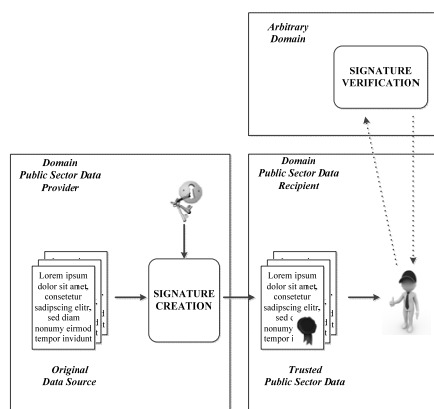 Arbitrary
Domain
SIGNATURE
VERIFICATION
Domain
Public Sector Data
Provider
Domain
Public Sector Data
Recipient
Lorem ipsum
dolor sit amet,
consetetur
sadipscing elitr,
sed diam
nonumy eirmod
tempor invidunt
SIGNATURE
CREATION
Lorem ipsum
dolor sit amet,
consetetur
sadipscing elitr,
sed
nonumy
tempor i
Original
Data Source
Trusted
Public Sector Data